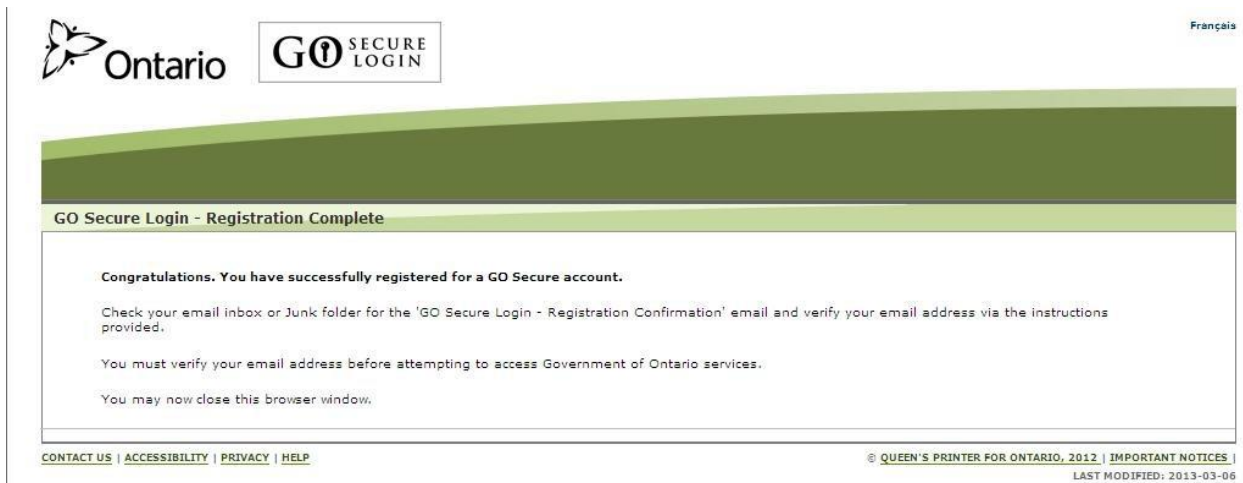 Français
Ontario
GO SECURE
LOGIN
GO Secure Login - Registration Complete
Congratulations. You have successfully registered for a GO Secure account.
Check your email inbox or Junk folder for the 'GO Secure Login - Registration Confirmation' email and verify your email address via the instructions
provided.
You must verify your email address before attempting to access Government of Ontario services.
You may now close this browser window.
CONTACT US | ACCESSIBILITY | PRIVACY | HELP
© QUEEN'S PRINTER FOR ONTARIO, 2012 | IMPORTANT NOTICES |
LAST MODIFIED: 2013-03-06